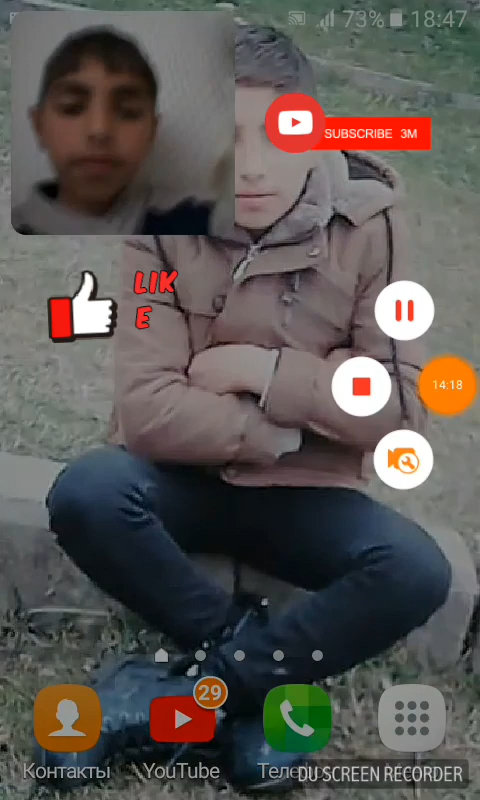 73% 18:47
SUBSCRIBE 3M
LIK
E
14:18
29
Контакты YouTube
DU SCREEN RECORDER